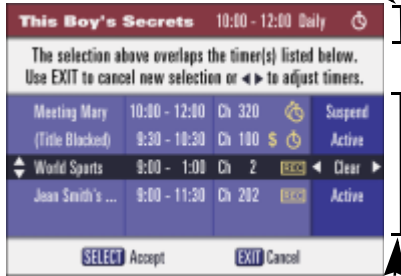 This Boy's Secrets 10:00 - 12:00 Daily
The selection above overlaps the timer(s) listed below.
Use EXIT to cancel new selection or ◄ ► to adjust timers.
Meeting Mary 10:00 - 12:00 Ch 320 Suspend
(Title Blocked) 9:30 - 10:30 Ch 100 $ Active
World Sports 9:00 - 1:00 Ch 2 REC ◄ Clear ►
Jean Smith's ... 9:00 - 11:30 Ch 202 REC Active
SELECT Accept EXIT Cancel